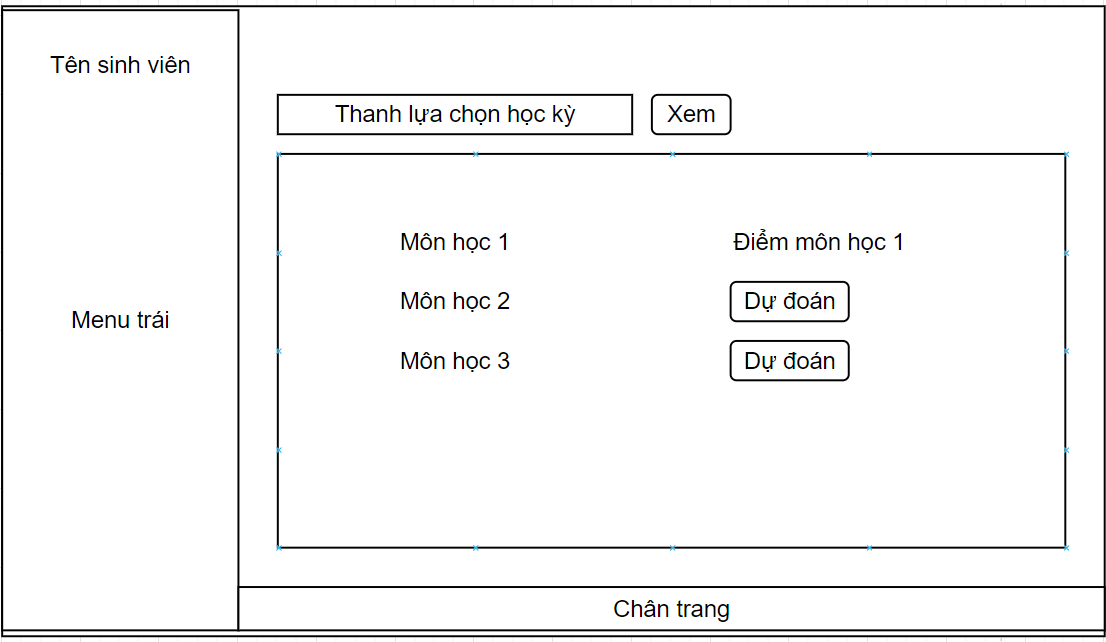 Tên sinh viên
Menu trái
Thanh lựa chọn học kỳ
Xem
Môn học 1
Điểm môn học 1
Môn học 2
Dự đoán
Môn học 3
Dự đoán
Chân trang